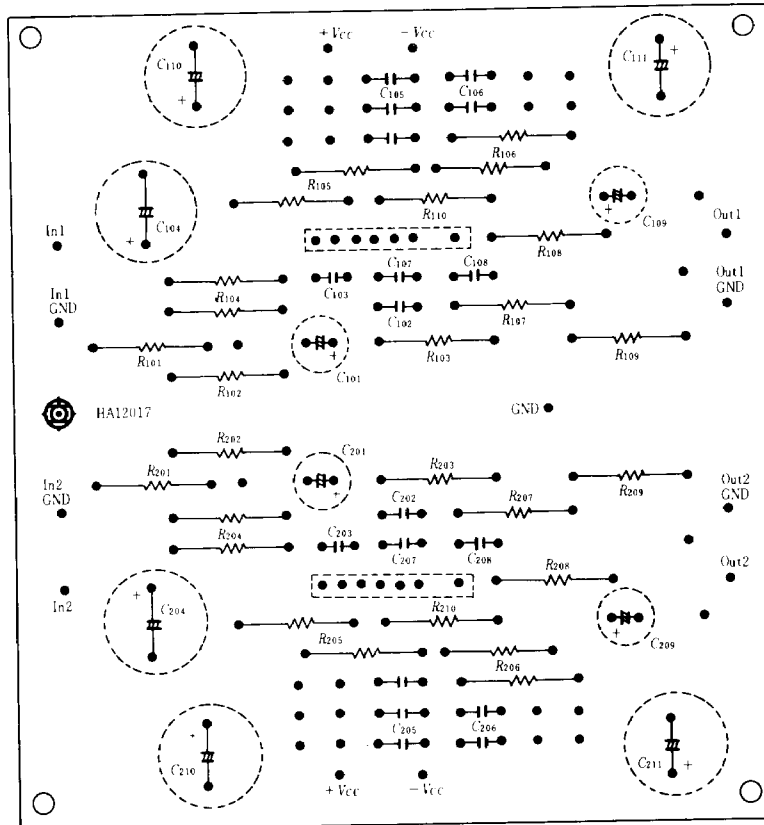 +Vcc -Vcc
C110 + C105 C106 C111 +
R106
R105
C104 + R110 C109 + Out1
In1 R108
C107 C108 Out1 GND
In1 GND R104 C103
C102 R107
R101 C101 + R103 R109
R102
HA12017 GND
R202 C201 +
In2 GND R201 R203 R209 Out2 GND
C202 R207
R204 C203 C207 C208
R208 Out2
In2 + C204 R210
R205 C209 +
R206
C205 C206
C210 C211 +
+Vcc -Vcc